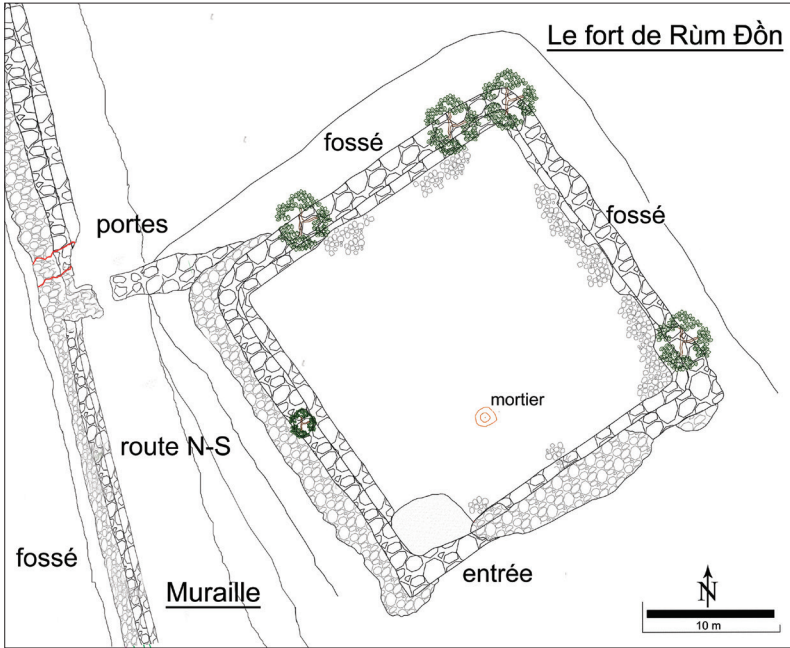 Le fort de Rùm Đồn
fossé
fossé
portes
mortier
route N-S
fossé
Muraille
entrée
N
10 m